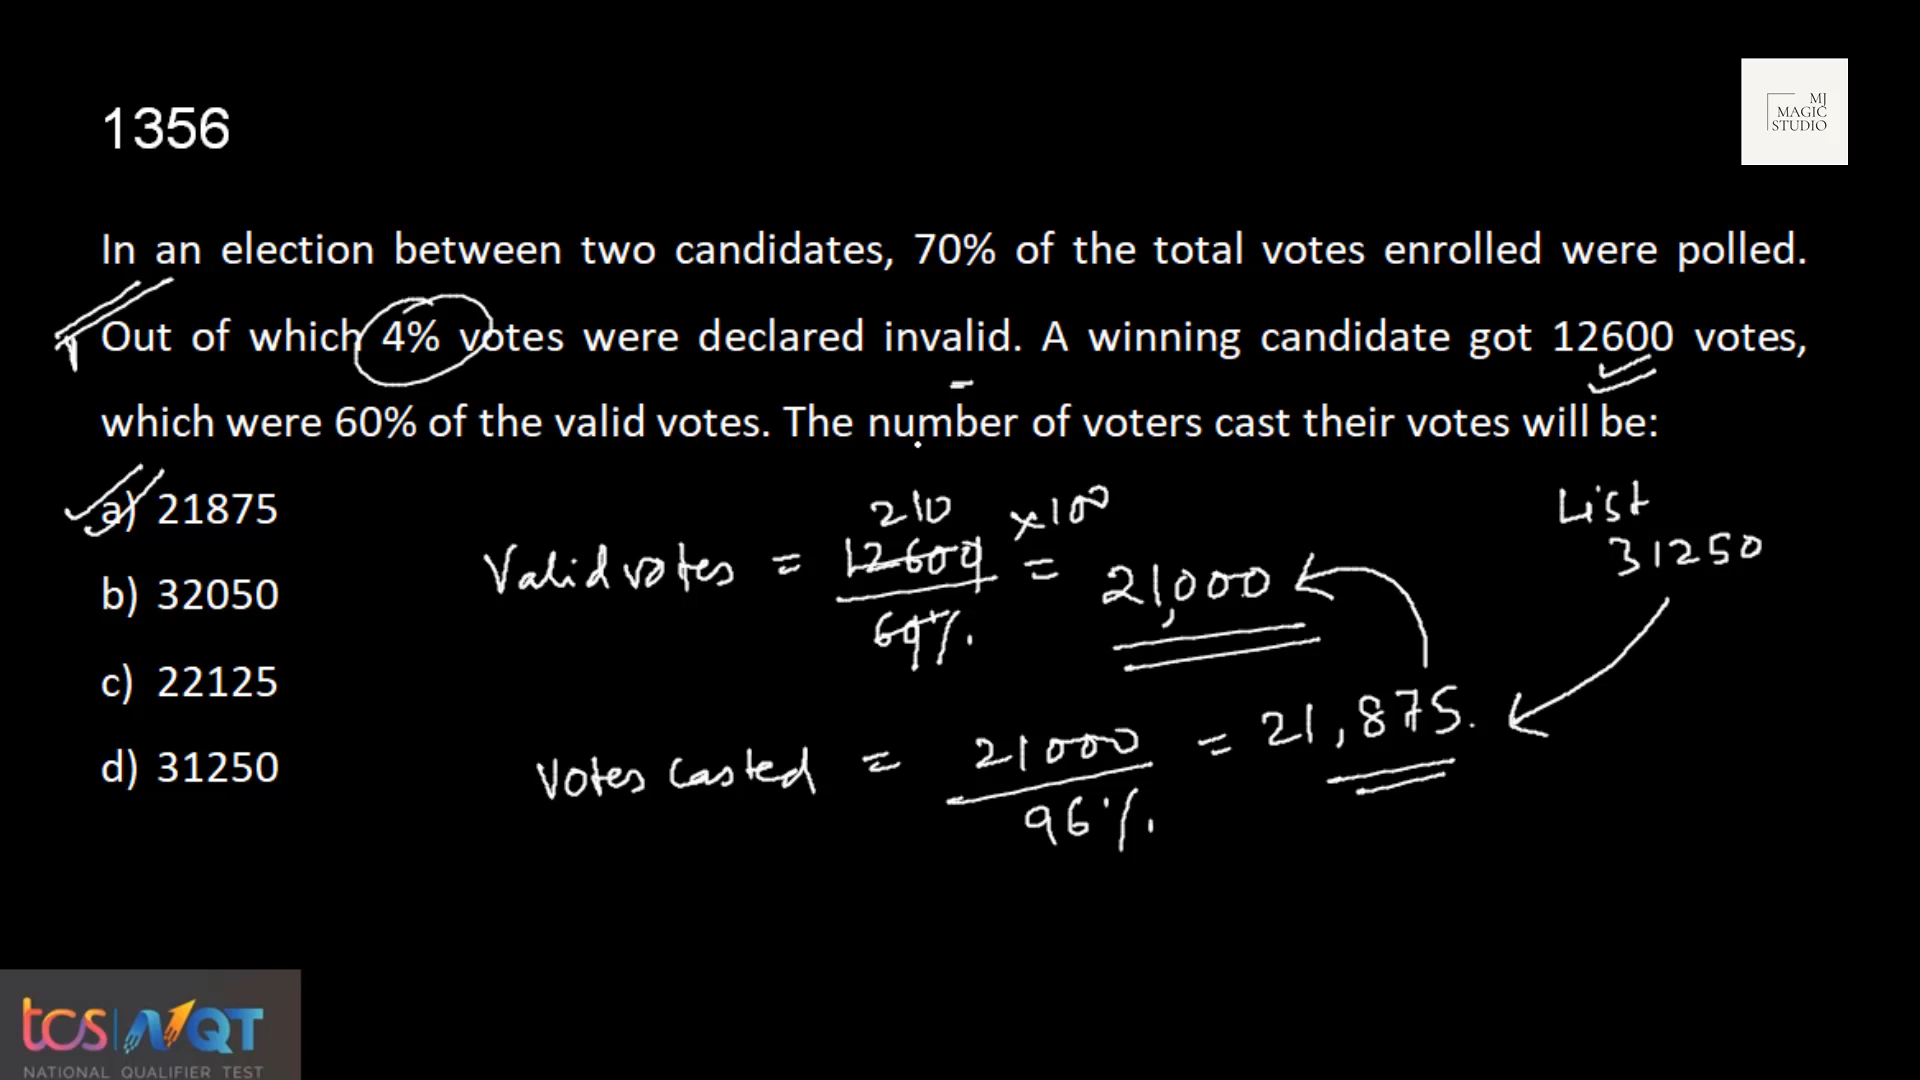 1356
MJ
MAGIC
STUDIO
In an election between two candidates, 70% of the total votes enrolled were polled.
Out of which 4% votes were declared invalid. A winning candidate got 12600 votes,
which were 60% of the valid votes. The number of voters cast their votes will be:
a) 21875
b) 32050
c) 22125
d) 31250
210
Valid votes = 12600 / 60% × 100 = 21,000
List
31250
Votes casted = 21000 / 96% = 21,875.
tcs NQT
NATIONAL QUALIFIER TEST